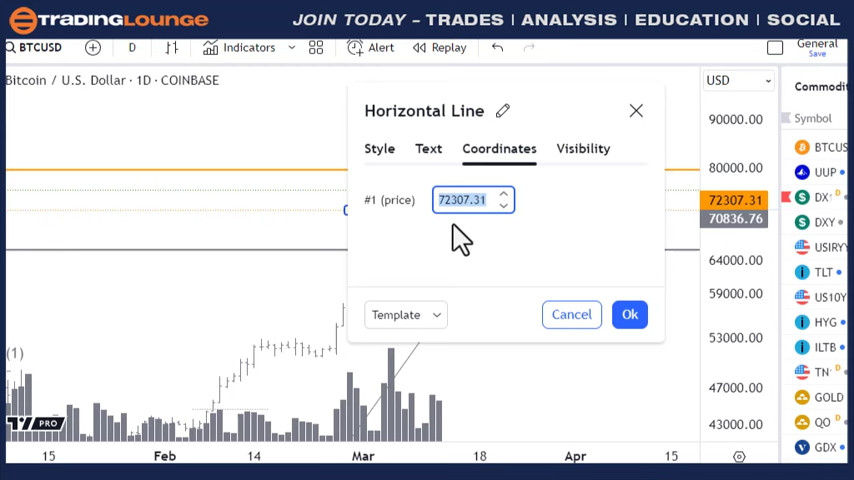 TRADINGLOUNGE
JOIN TODAY - TRADES | ANALYSIS | EDUCATION | SOCIAL
BTCUSD
D
Indicators
Alert
Replay
General
Save
Bitcoin / U.S. Dollar · 1D · COINBASE
USD
Commodit
Symbol
90000.00
80000.00
72307.31
70836.76
64000.00
59000.00
53000.00
47000.00
43000.00
Horizontal Line
Style Text Coordinates Visibility
#1 (price) 72307.31
Template
Cancel
Ok
(1)
PRO
15 Feb 14 Mar 18 Apr 15
BTCUS
UUP
DX D
DXY
USIRYY
TLT
US10Y
HYG
ILTB
TN D
GOLD
QO D
GDX